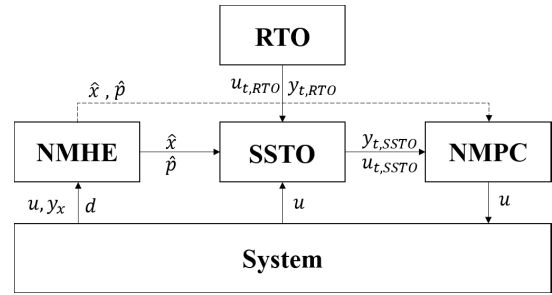 RTO
u_{t,RTO} y_{t,RTO}
x̂ , p̂
NMHE
x̂
p̂
SSTO
y_{t,SSTO}
u_{t,SSTO}
NMPC
u, y_x d
u
u
System